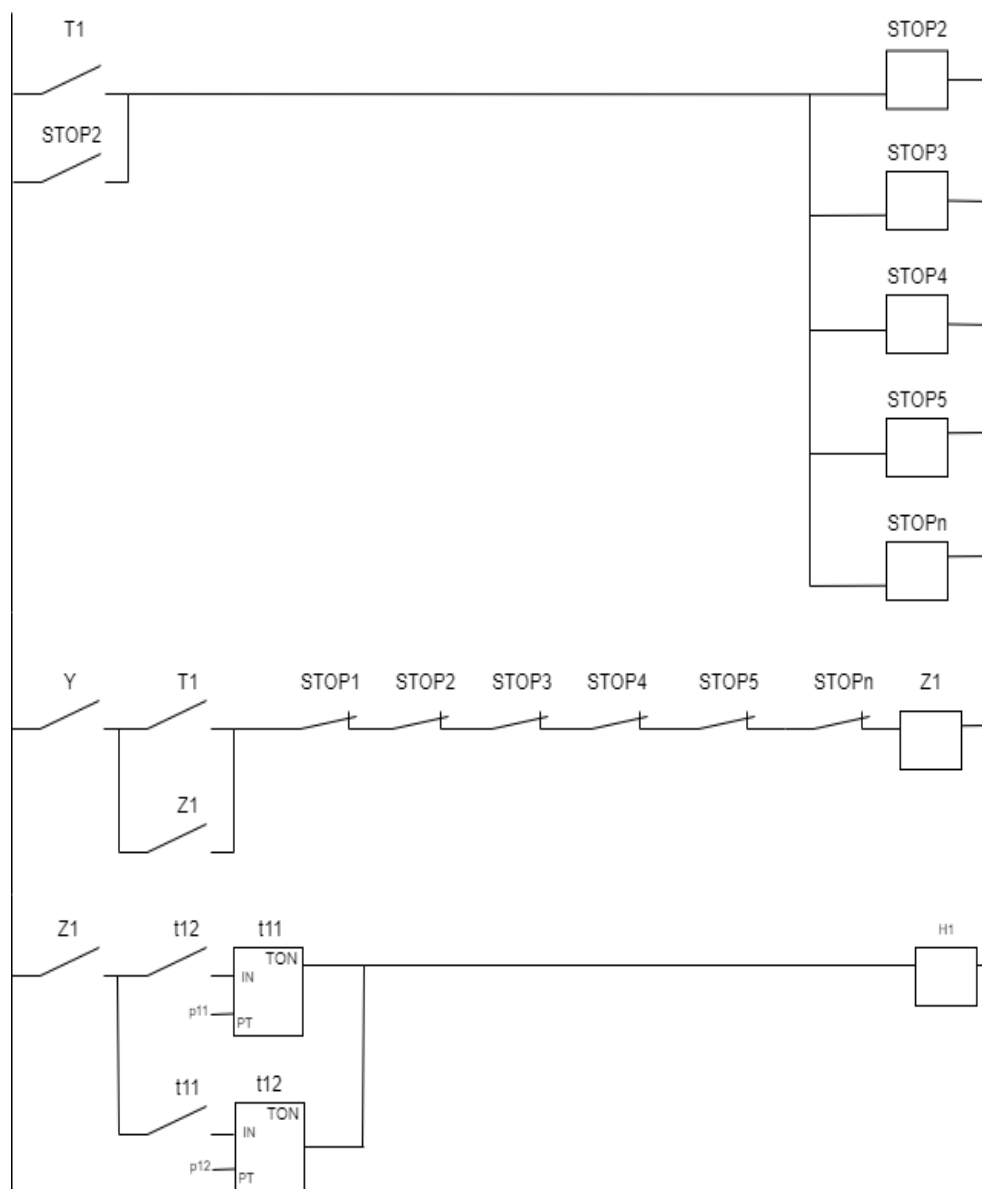 T1
STOP2
STOP2
STOP3
STOP4
STOP5
STOPn
Y
T1
STOP1
STOP2
STOP3
STOP4
STOP5
STOPn
Z1
Z1
Z1
t12
t11
H1
TON
IN
p11
PT
t11
t12
TON
IN
p12
PT